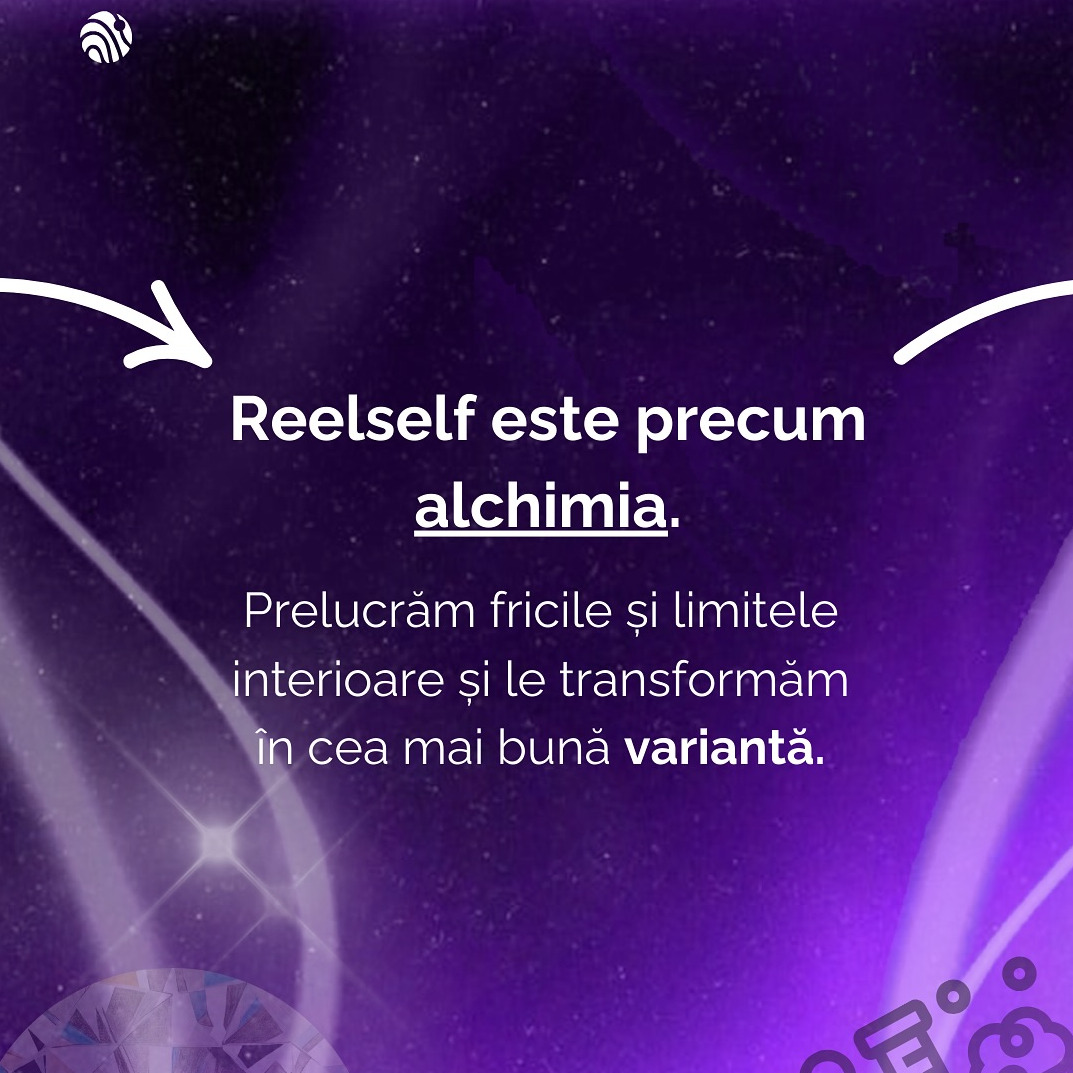 Reelself este precum
alchimia.
Prelucrăm fricile și limitele
interioare și le transformăm
în cea mai bună variantă.